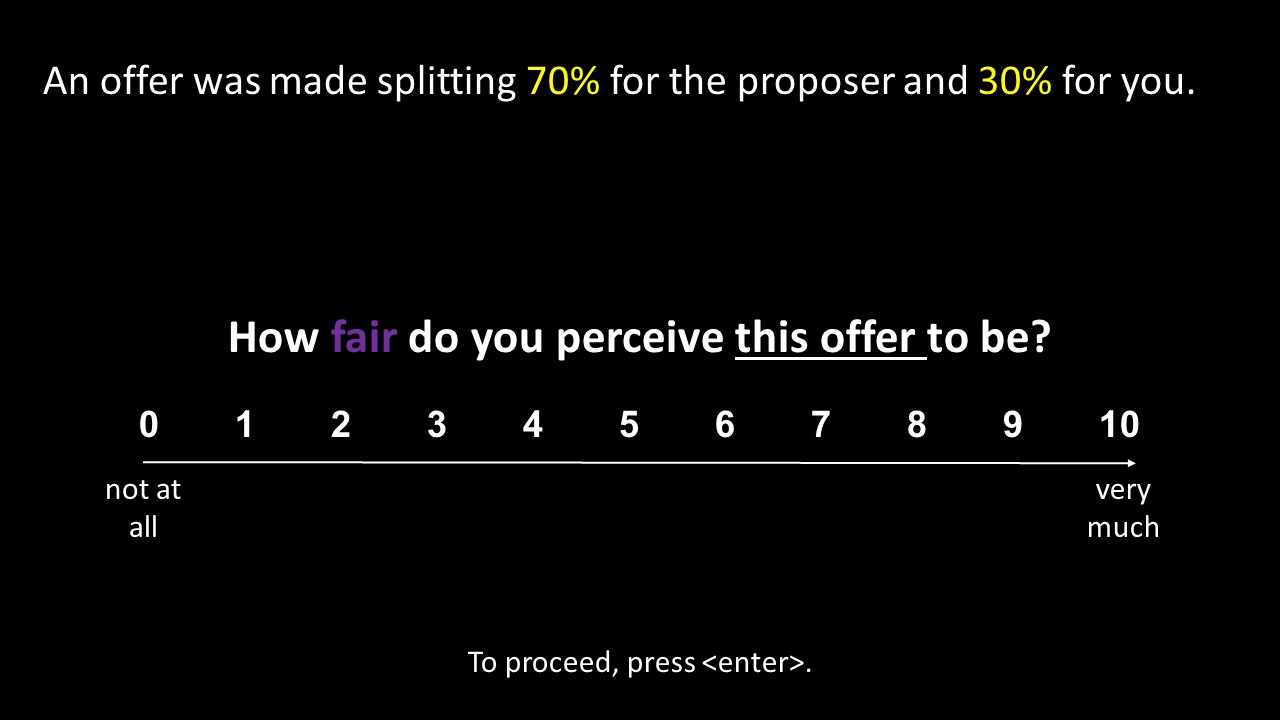 An offer was made splitting 70% for the proposer and 30% for you.
How fair do you perceive this offer to be?
0 1 2 3 4 5 6 7 8 9 10
not at all
very much
To proceed, press <enter>.